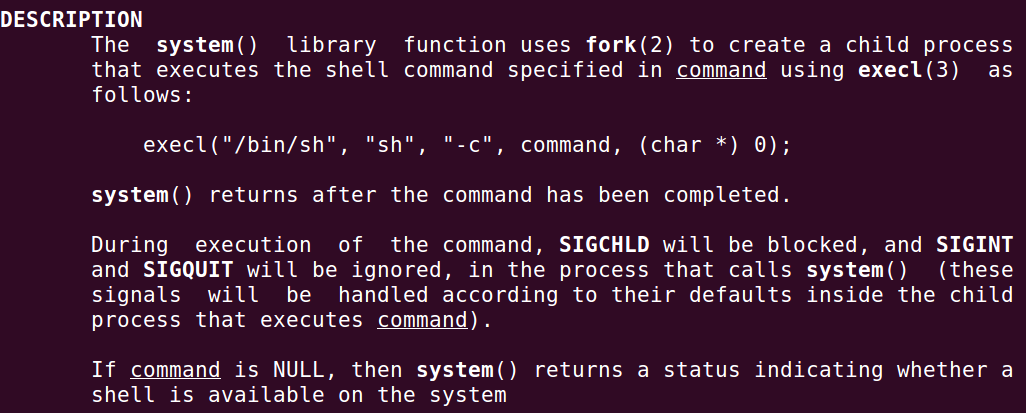 DESCRIPTION
The system() library function uses fork(2) to create a child process
that executes the shell command specified in command using execl(3) as
follows:
execl("/bin/sh", "sh", "-c", command, (char *) 0);
system() returns after the command has been completed.
During execution of the command, SIGCHLD will be blocked, and SIGINT
and SIGQUIT will be ignored, in the process that calls system() (these
signals will be handled according to their defaults inside the child
process that executes command).
If command is NULL, then system() returns a status indicating whether a
shell is available on the system